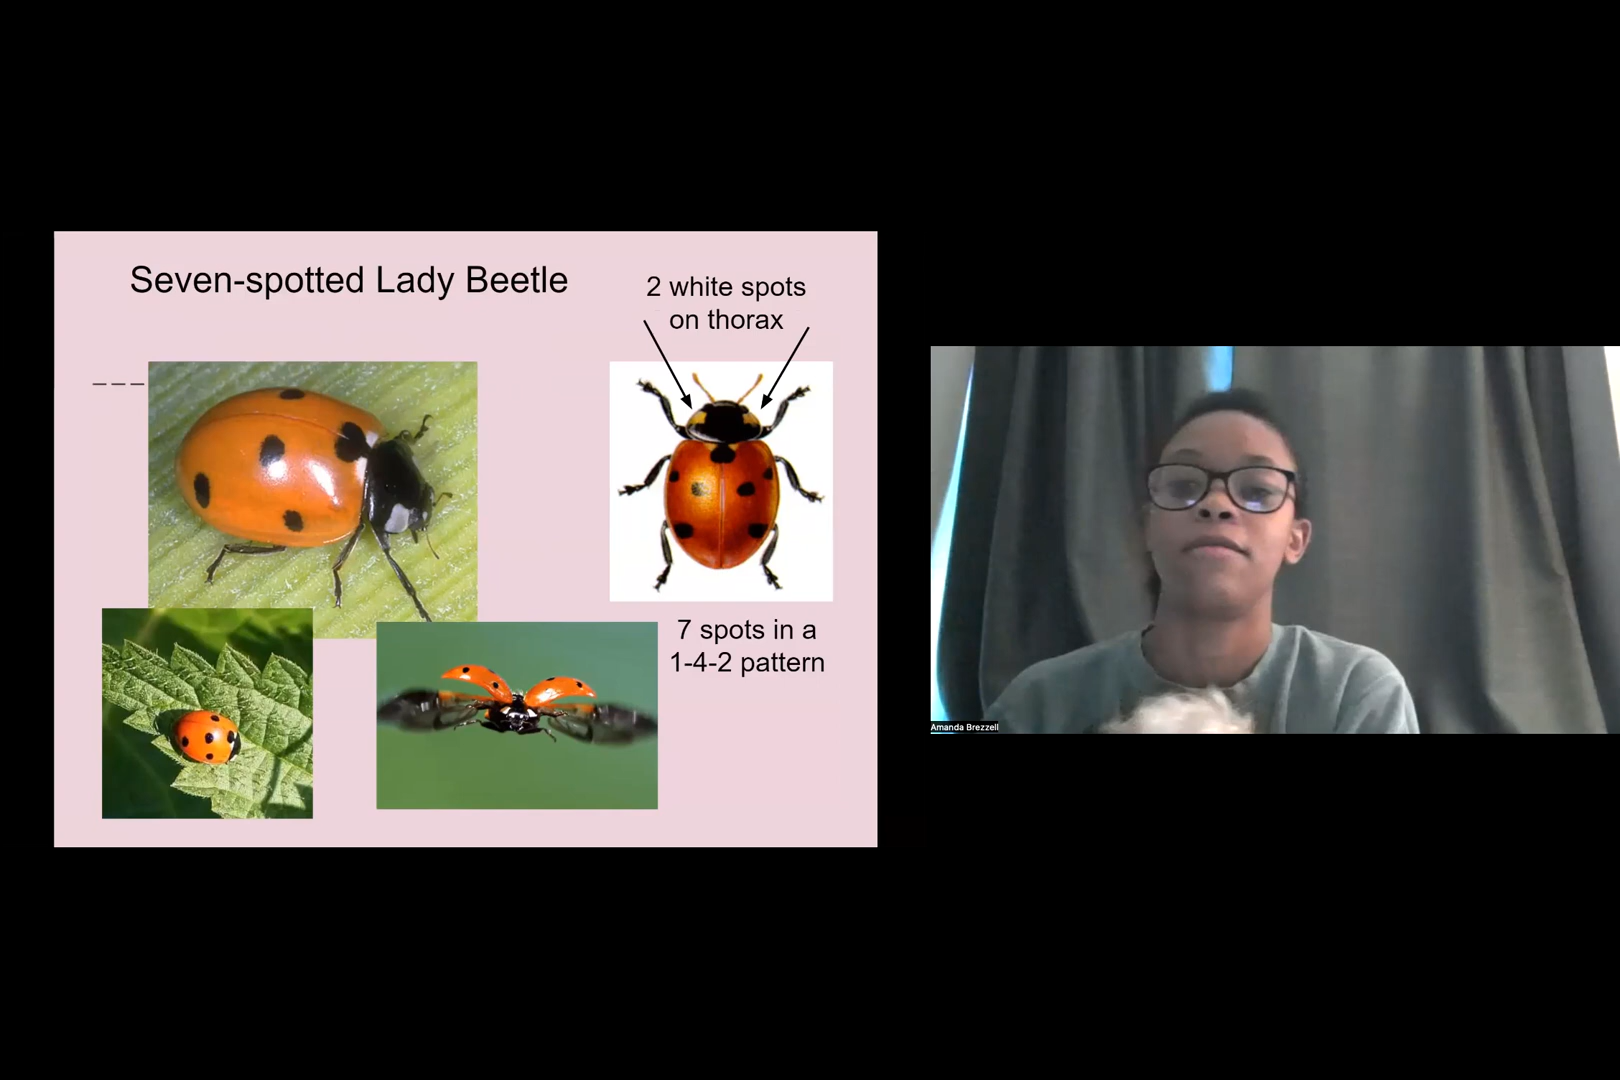 Seven-spotted Lady Beetle
2 white spots
on thorax
7 spots in a
1-4-2 pattern
Amanda Brezzell